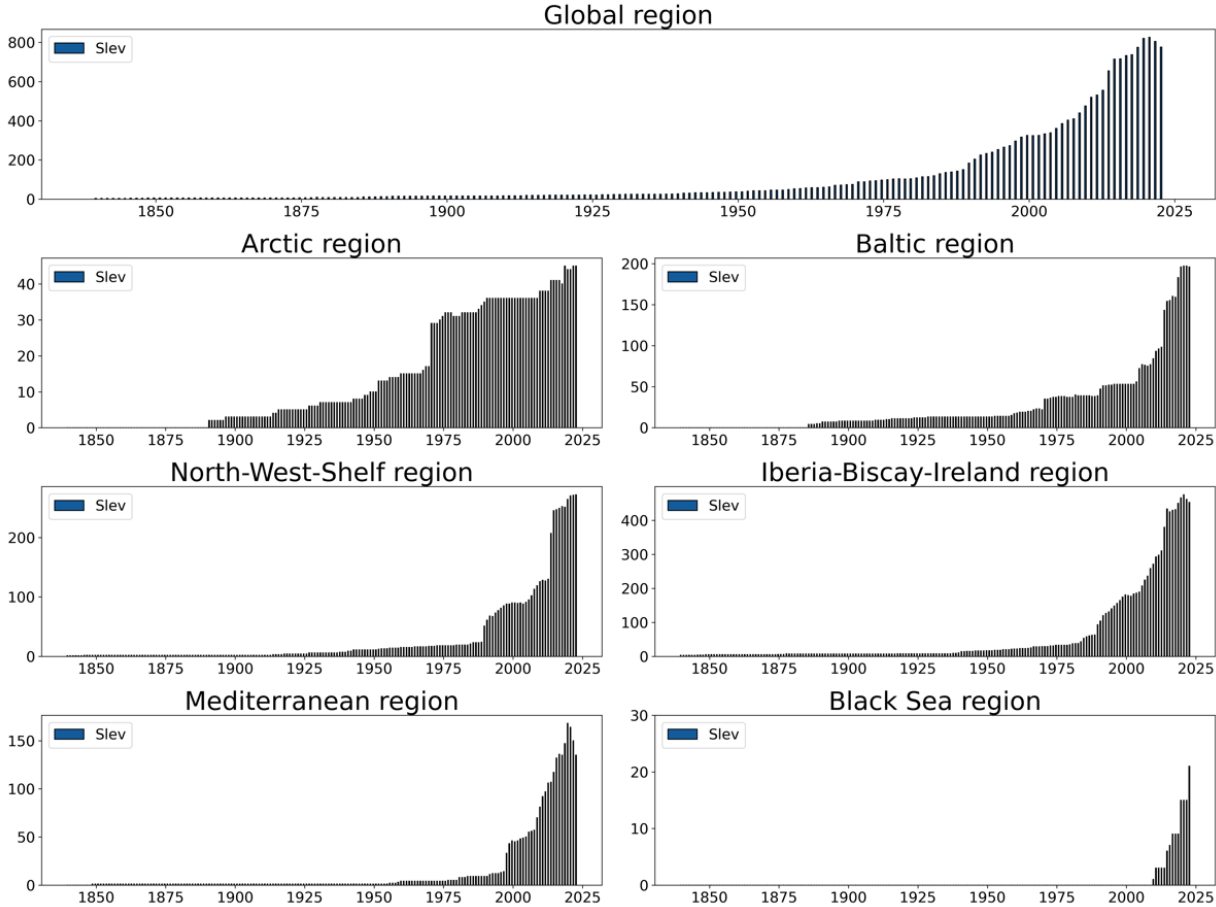 Global region
Slev
800
600
400
200
0
1850 1875 1900 1925 1950 1975 2000 2025
Arctic region
Slev
40
30
20
10
0
1850 1875 1900 1925 1950 1975 2000 2025
Baltic region
Slev
200
150
100
50
0
1850 1875 1900 1925 1950 1975 2000 2025
North-West-Shelf region
Slev
200
100
0
1850 1875 1900 1925 1950 1975 2000 2025
Iberia-Biscay-Ireland region
Slev
400
300
200
100
0
1850 1875 1900 1925 1950 1975 2000 2025
Mediterranean region
Slev
150
100
50
0
1850 1875 1900 1925 1950 1975 2000 2025
Black Sea region
Slev
30
20
10
0
1850 1875 1900 1925 1950 1975 2000 2025